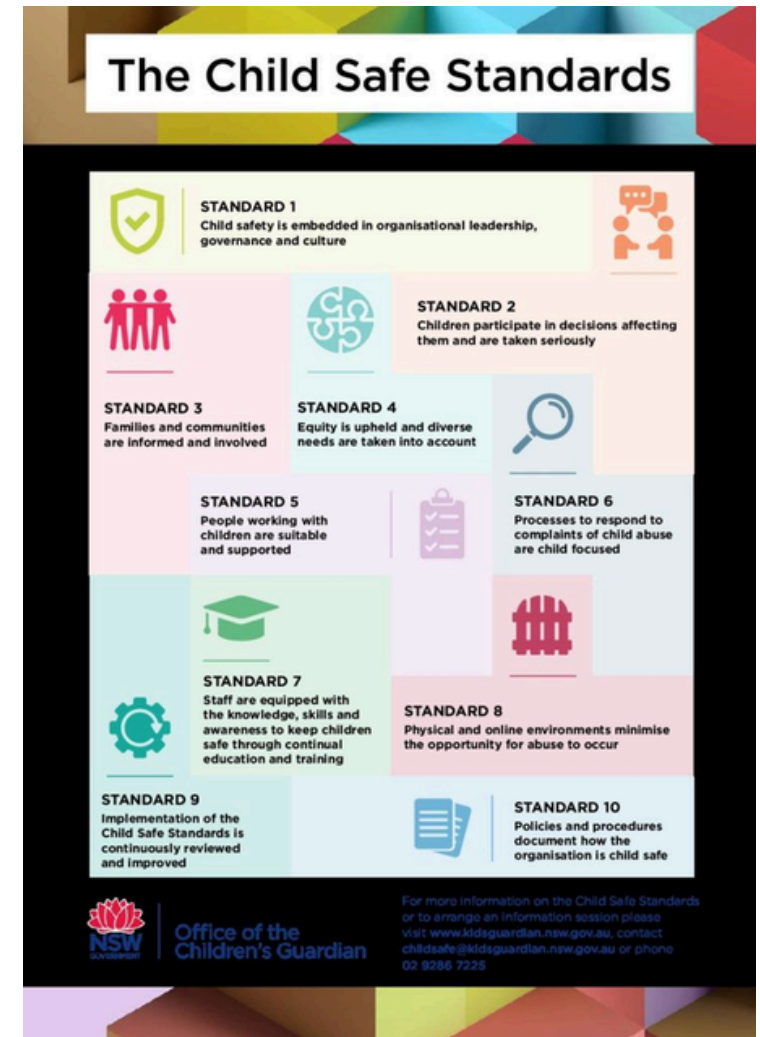 The Child Safe Standards
STANDARD 1
Child safety is embedded in organisational leadership,
governance and culture
STANDARD 2
Children participate in decisions affecting
them and are taken seriously
STANDARD 3
Families and communities
are informed and involved
STANDARD 4
Equity is upheld and diverse
needs are taken into account
STANDARD 5
People working with
children are suitable
and supported
STANDARD 6
Processes to respond to
complaints of child abuse
are child focused
STANDARD 7
Staff are equipped with
the knowledge, skills and
awareness to keep children
safe through continual
education and training
STANDARD 8
Physical and online environments minimise
the opportunity for abuse to occur
STANDARD 9
Implementation of the
Child Safe Standards is
continuously reviewed
and improved
STANDARD 10
Policies and procedures
document how the
organisation is child safe
NSW
GOVERNMENT
Office of the
Children's Guardian
For more information on the Child Safe Standards
or to arrange an information session please
visit www.kidsguardian.nsw.gov.au, contact
childsafe@kidsguardian.nsw.gov.au or phone
02 9286 7225